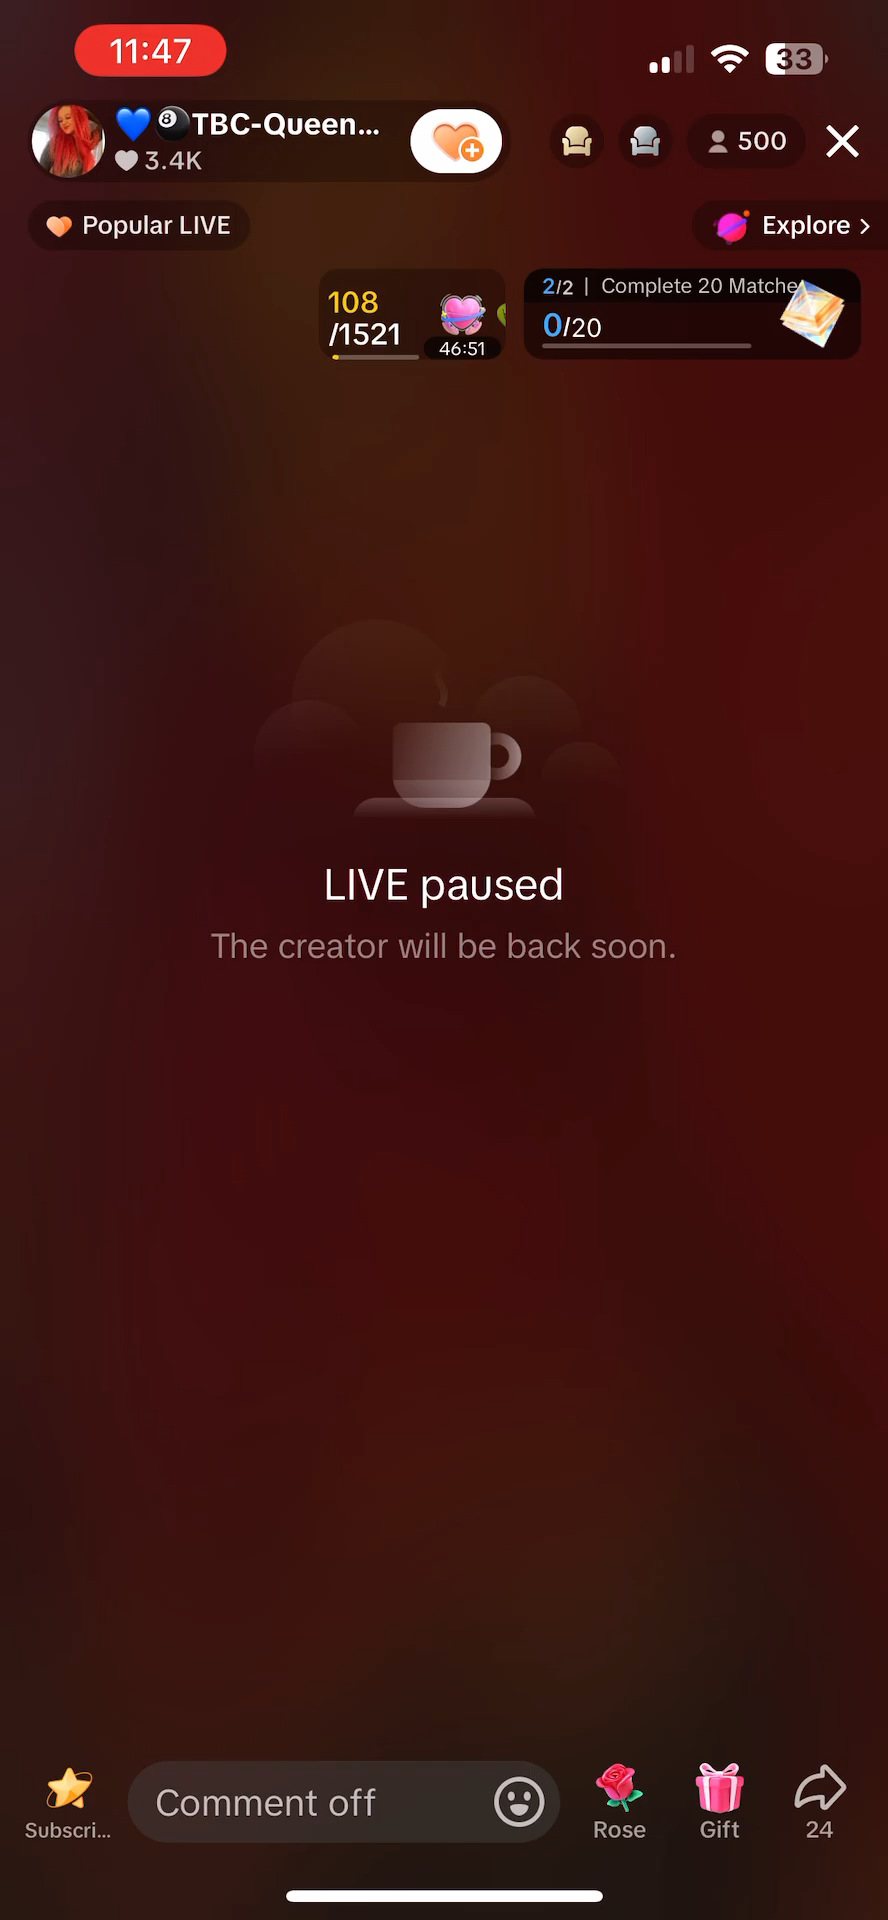 11:47
33
💙🎱TBC-Queen...
3.4K
500
Popular LIVE
Explore >
108
/1521
46:51
2/2 | Complete 20 Matche
0/20
LIVE paused
The creator will be back soon.
Comment off
Subscri...
Rose
Gift
24